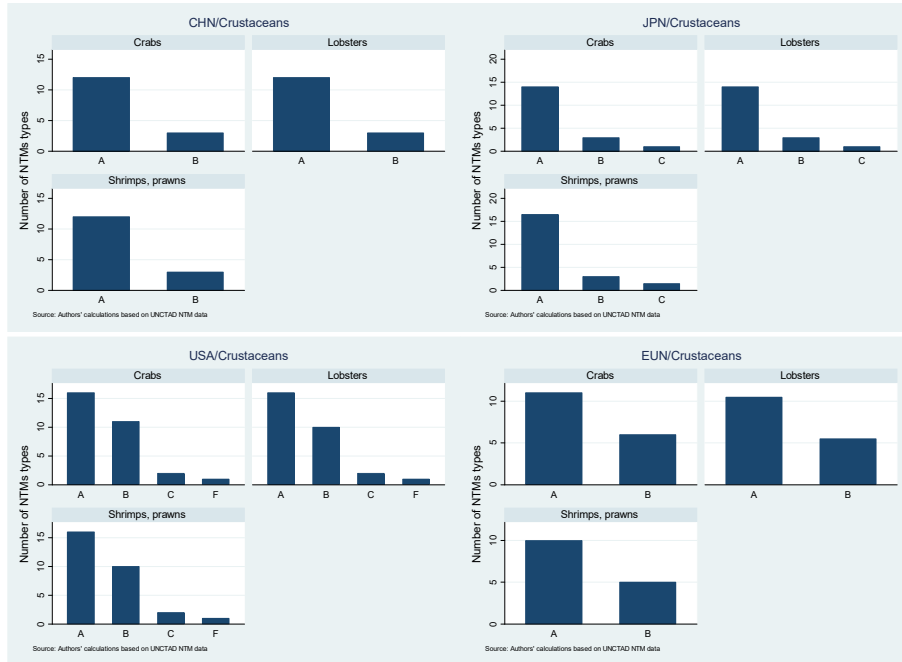 CHN/Crustaceans
Crabs
Lobsters
Number of NTMs types
15
10
5
0
A B
A B
Shrimps, prawns
15
10
5
0
A B
Source: Authors' calculations based on UNCTAD NTM data
JPN/Crustaceans
Crabs
Lobsters
Number of NTMs types
20
15
10
5
0
A B C
A B C
Shrimps, prawns
20
15
10
5
0
A B C
Source: Authors' calculations based on UNCTAD NTM data
USA/Crustaceans
Crabs
Lobsters
Number of NTMs types
15
10
5
0
A B C F
A B C F
Shrimps, prawns
15
10
5
0
A B C F
Source: Authors' calculations based on UNCTAD NTM data
EUN/Crustaceans
Crabs
Lobsters
Number of NTMs types
10
5
0
A B
A B
Shrimps, prawns
10
5
0
A B
Source: Authors' calculations based on UNCTAD NTM data